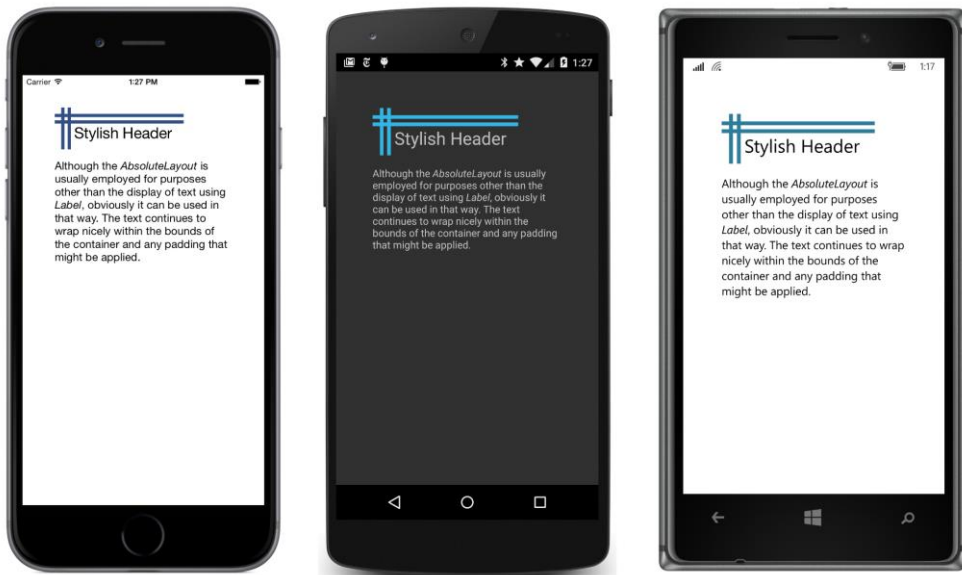 Carrier
1:27 PM
Stylish Header
Although the AbsoluteLayout is
usually employed for purposes
other than the display of text using
Label, obviously it can be used in
that way. The text continues to
wrap nicely within the bounds of
the container and any padding that
might be applied.
1:27
Stylish Header
Although the AbsoluteLayout is usually
employed for purposes other than the
display of text using Label, obviously it
can be used in that way. The text
continues to wrap nicely within the
bounds of the container and any padding
that might be applied.
1:17
Stylish Header
Although the AbsoluteLayout is
usually employed for purposes
other than the display of text using
Label, obviously it can be used in
that way. The text continues to wrap
nicely within the bounds of the
container and any padding that
might be applied.